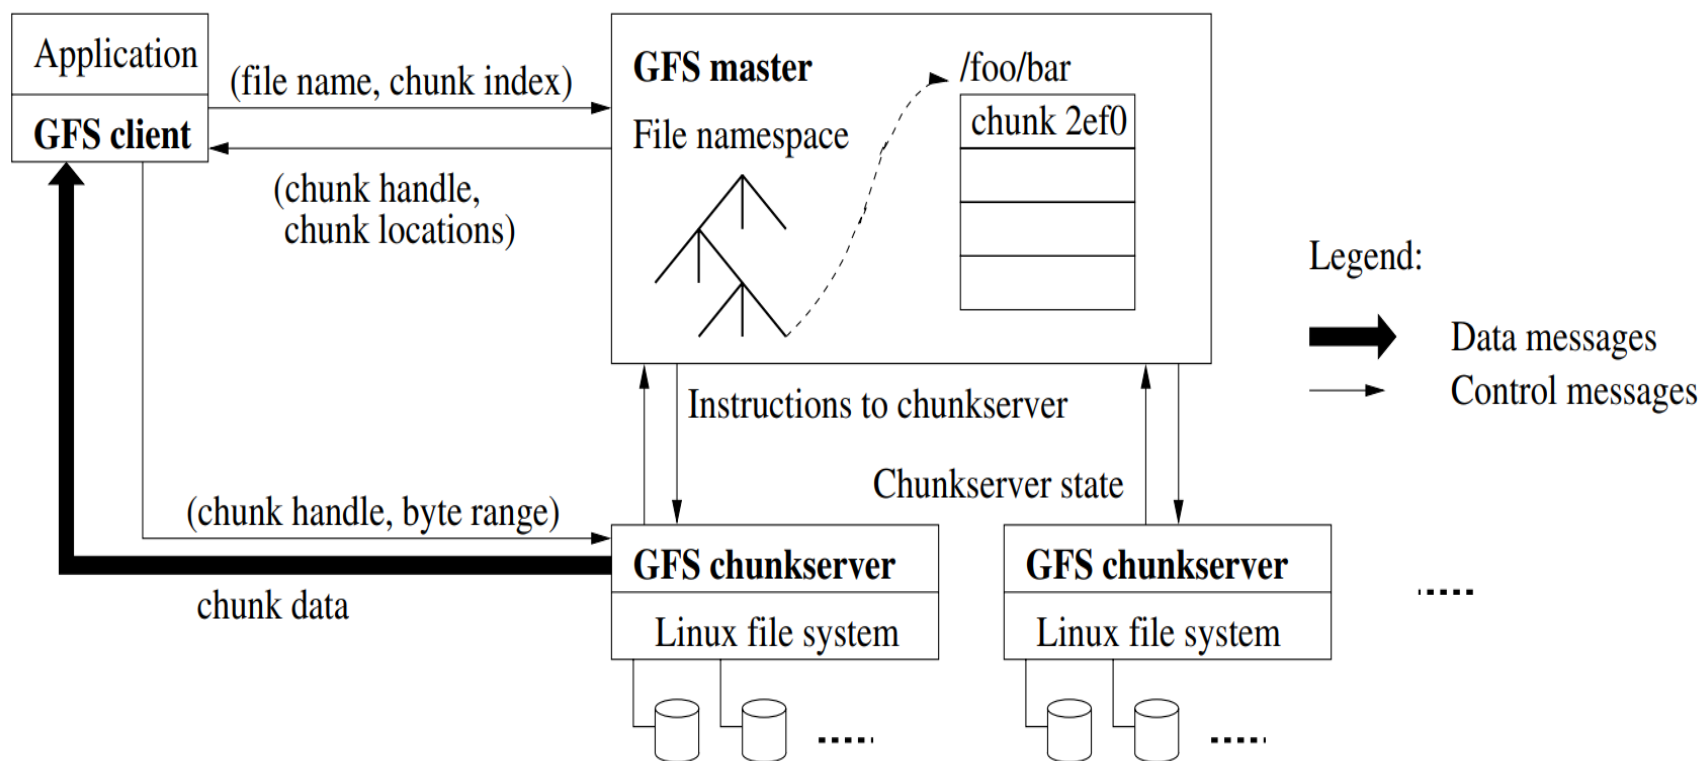 Application
GFS client
(file name, chunk index)
(chunk handle,
chunk locations)
GFS master
File namespace
/foo/bar
chunk 2ef0
Legend:
Data messages
Control messages
Instructions to chunkserver
Chunkserver state
(chunk handle, byte range)
chunk data
GFS chunkserver
Linux file system
GFS chunkserver
Linux file system